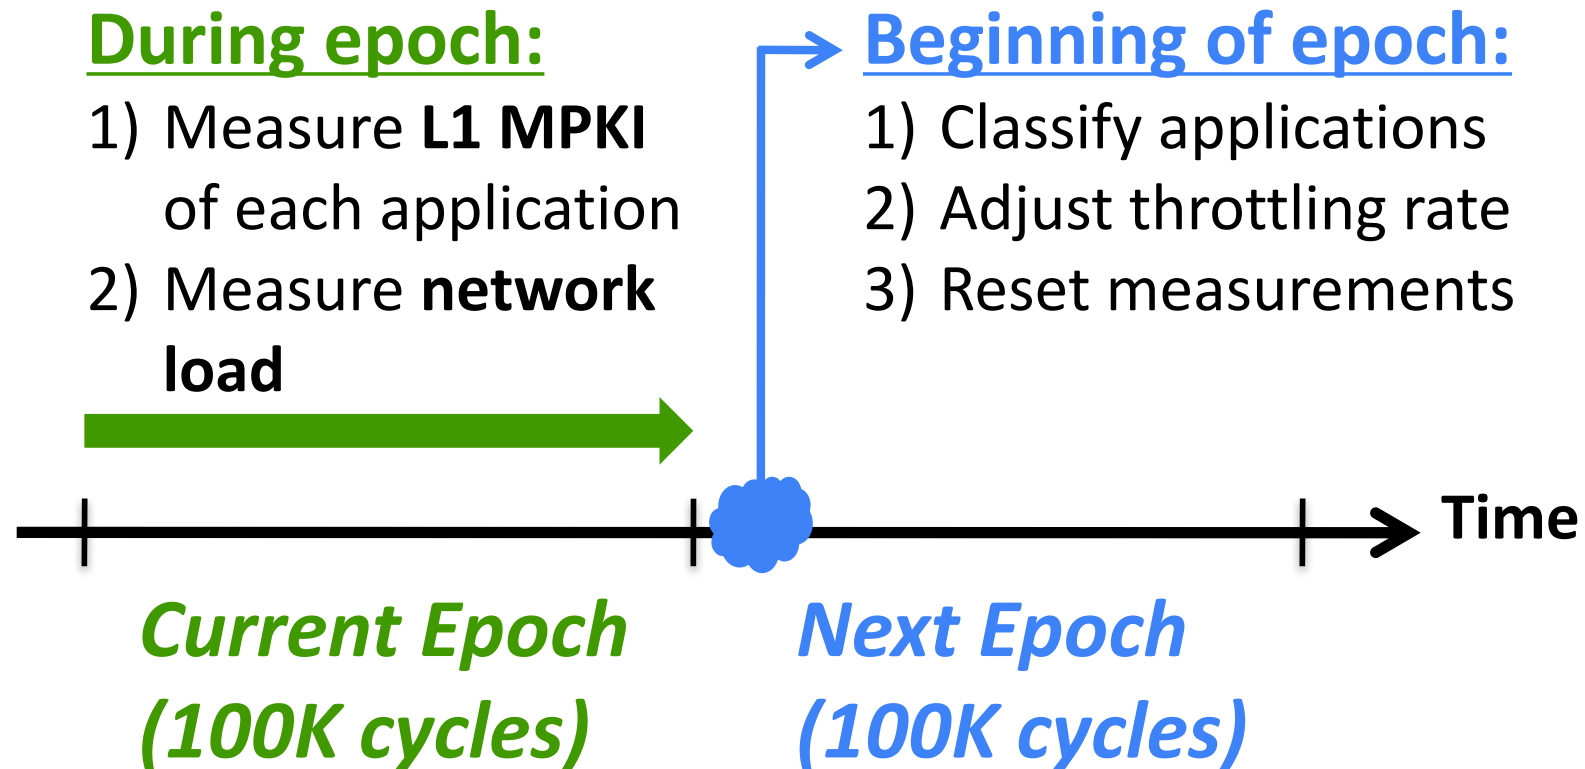 During epoch:
1) Measure L1 MPKI
of each application
2) Measure network
load
Beginning of epoch:
1) Classify applications
2) Adjust throttling rate
3) Reset measurements
Time
Current Epoch
(100K cycles)
Next Epoch
(100K cycles)